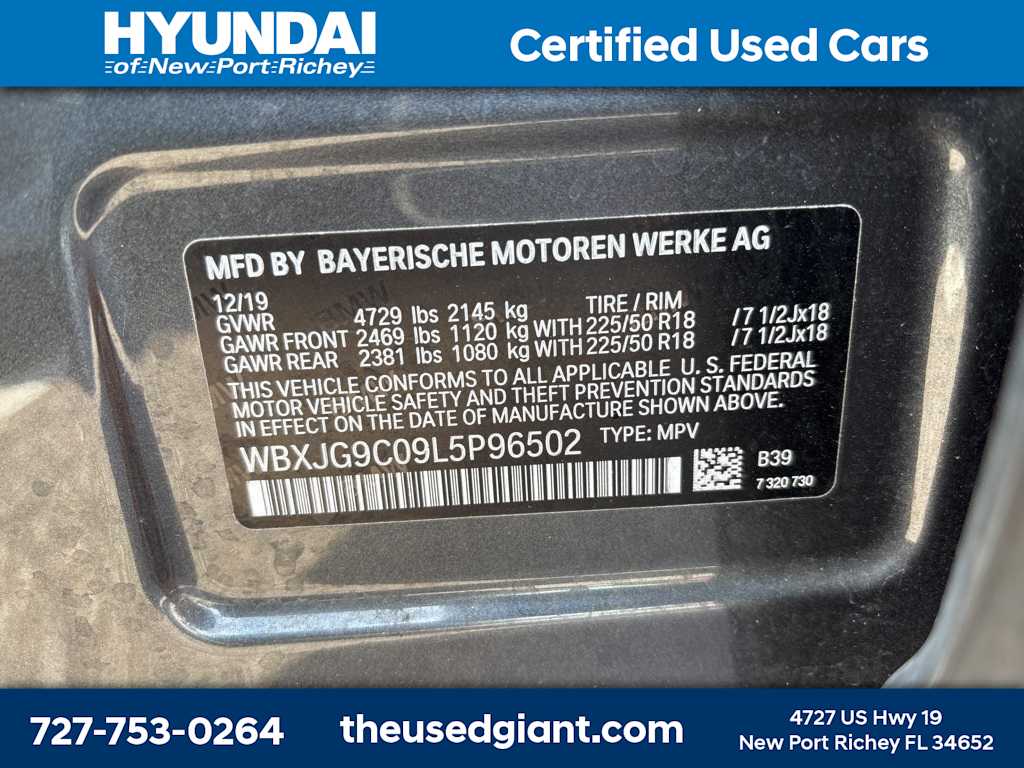 HYUNDAI
of New Port Richey
Certified Used Cars
MFD BY BAYERISCHE MOTOREN WERKE AG
12/19 TIRE / RIM
GVWR 4729 lbs 2145 kg
GAWR FRONT 2469 lbs 1120 kg WITH 225/50 R18 /7 1/2Jx18
GAWR REAR 2381 lbs 1080 kg WITH 225/50 R18 /7 1/2Jx18
THIS VEHICLE CONFORMS TO ALL APPLICABLE U. S. FEDERAL
MOTOR VEHICLE SAFETY AND THEFT PREVENTION STANDARDS
IN EFFECT ON THE DATE OF MANUFACTURE SHOWN ABOVE.
WBXJG9C09L5P96502 TYPE: MPV
B39
7 320 730
727-753-0264
theusedgiant.com
4727 US Hwy 19
New Port Richey FL 34652